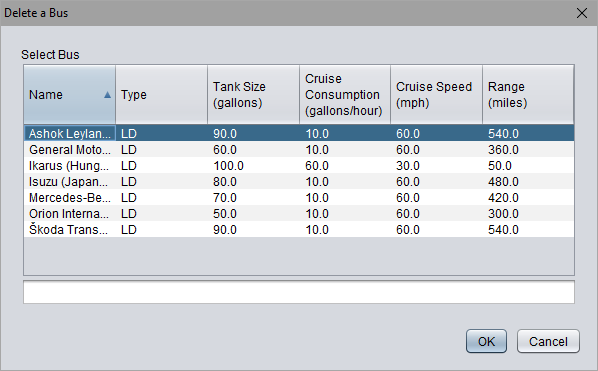 Delete a Bus
Select Bus
Name Type Tank Size (gallons) Cruise Consumption (gallons/hour) Cruise Speed (mph) Range (miles)
Ashok Leylan... LD 90.0 10.0 60.0 540.0
General Moto... LD 60.0 10.0 60.0 360.0
Ikarus (Hung... LD 100.0 60.0 30.0 50.0
Isuzu (Japan... LD 80.0 10.0 60.0 480.0
Mercedes-Be... LD 70.0 10.0 60.0 420.0
Orion Interna... LD 50.0 10.0 60.0 300.0
Škoda Trans... LD 90.0 10.0 60.0 540.0
OK Cancel